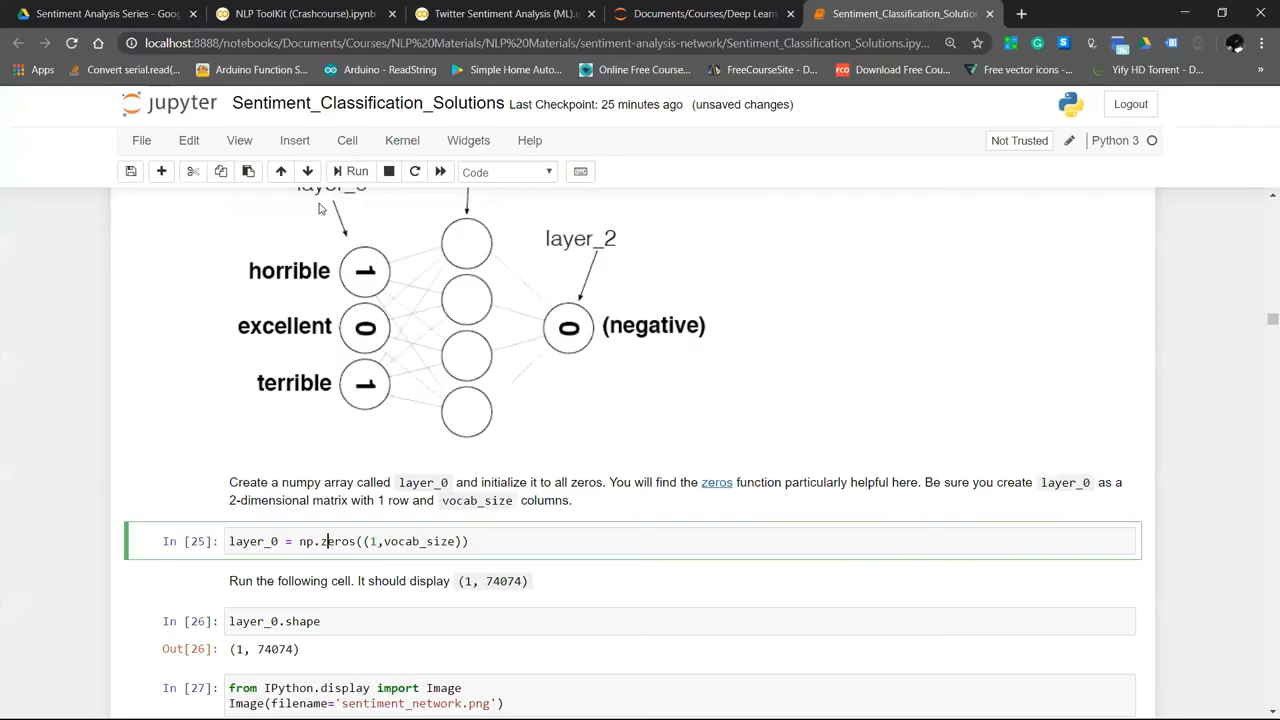 Sentiment Analysis Series - Goog
NLP ToolKit (Crashcourse).ipynb
Twitter Sentiment Analysis (ML).i
Documents/Courses/Deep Learn
Sentiment_Classification_Solution
localhost:8888/notebooks/Documents/Courses/NLP%20Materials/NLP%20Materials/sentiment-analysis-network/Sentiment_Classification_Solutions.ipy...
Apps
Convert serial.read(...
Arduino Function S...
Arduino - ReadString
Simple Home Auto...
Online Free Course...
FreeCourseSite - D...
Download Free Cou...
Free vector icons -...
Yify HD Torrent - D...
jupyter
Sentiment_Classification_Solutions Last Checkpoint: 25 minutes ago (unsaved changes)
Logout
File Edit View Insert Cell Kernel Widgets Help
Not Trusted
Python 3
Run
Code
layer_2
horrible 1
excellent 0
0 (negative)
terrible 1
Create a numpy array called layer_0 and initialize it to all zeros. You will find the zeros function particularly helpful here. Be sure you create layer_0 as a
2-dimensional matrix with 1 row and vocab_size columns.
In [25]: layer_0 = np.zeros((1,vocab_size))
Run the following cell. It should display (1, 74074)
In [26]: layer_0.shape
Out[26]: (1, 74074)
In [27]: from IPython.display import Image
Image(filename='sentiment_network.png')